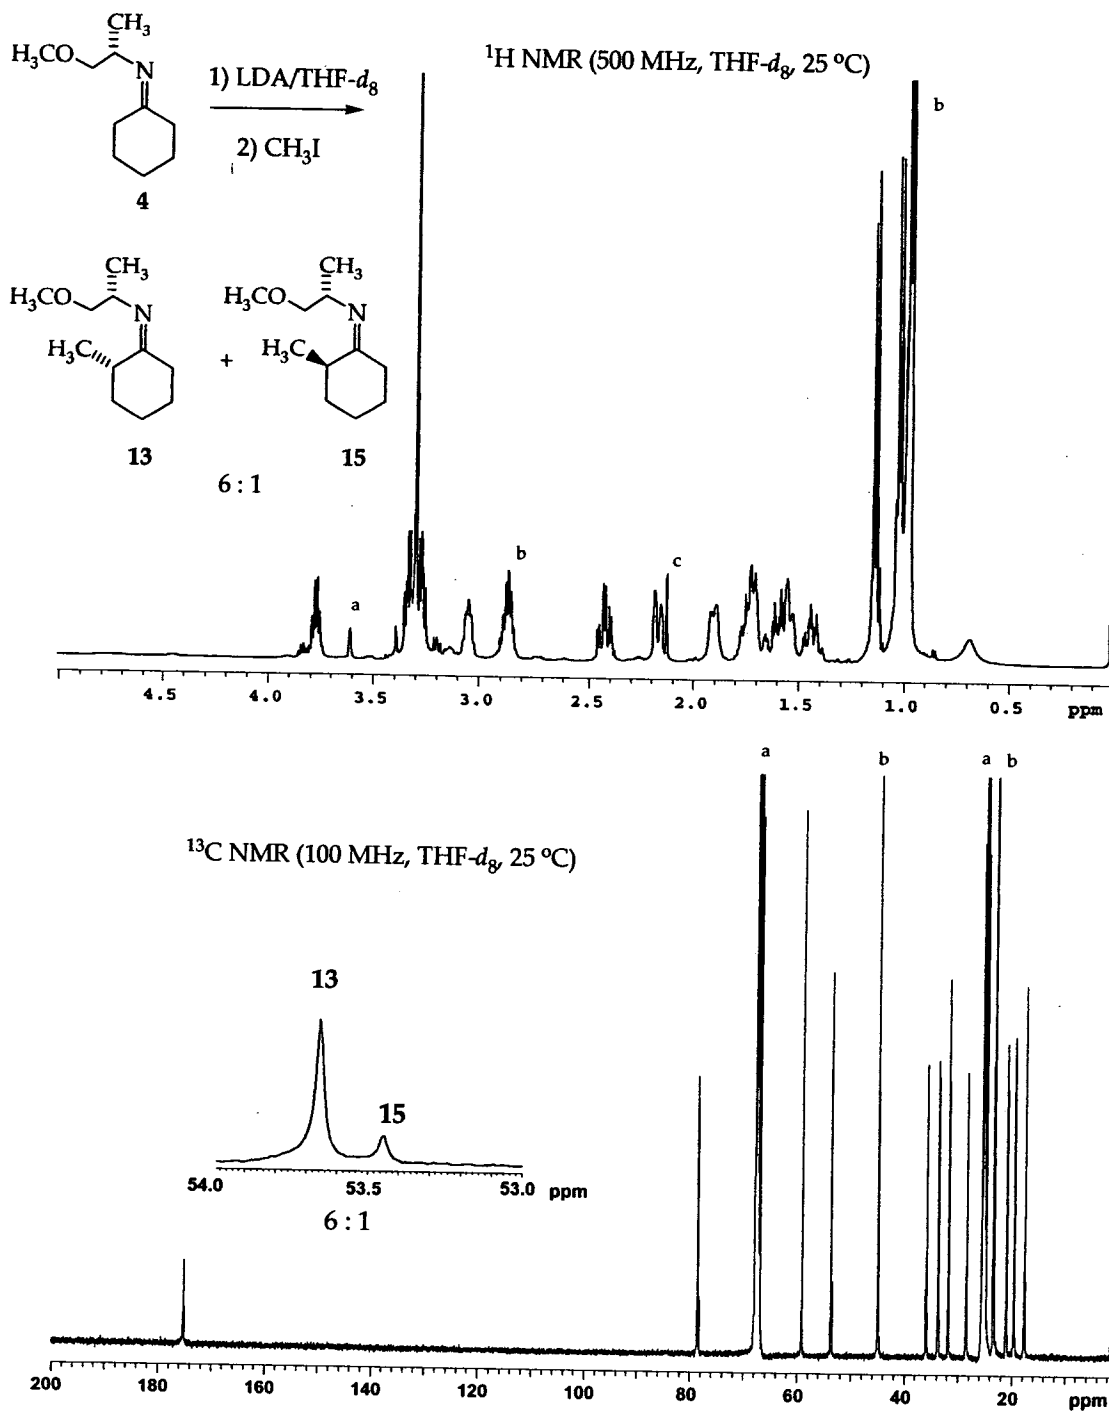 CH3
H3CO
N
1) LDA/THF-d8
2) CH3I
4
1H NMR (500 MHz, THF-d8, 25 °C)
b
CH3
H3CO
N
H3C
+
CH3
H3CO
N
H3C
13
15
6 : 1
a
b
c
4.5 4.0 3.5 3.0 2.5 2.0 1.5 1.0 0.5 ppm
a
b
a
b
13C NMR (100 MHz, THF-d8, 25 °C)
13
15
54.0 53.5 53.0 ppm
6 : 1
200 180 160 140 120 100 80 60 40 20 ppm